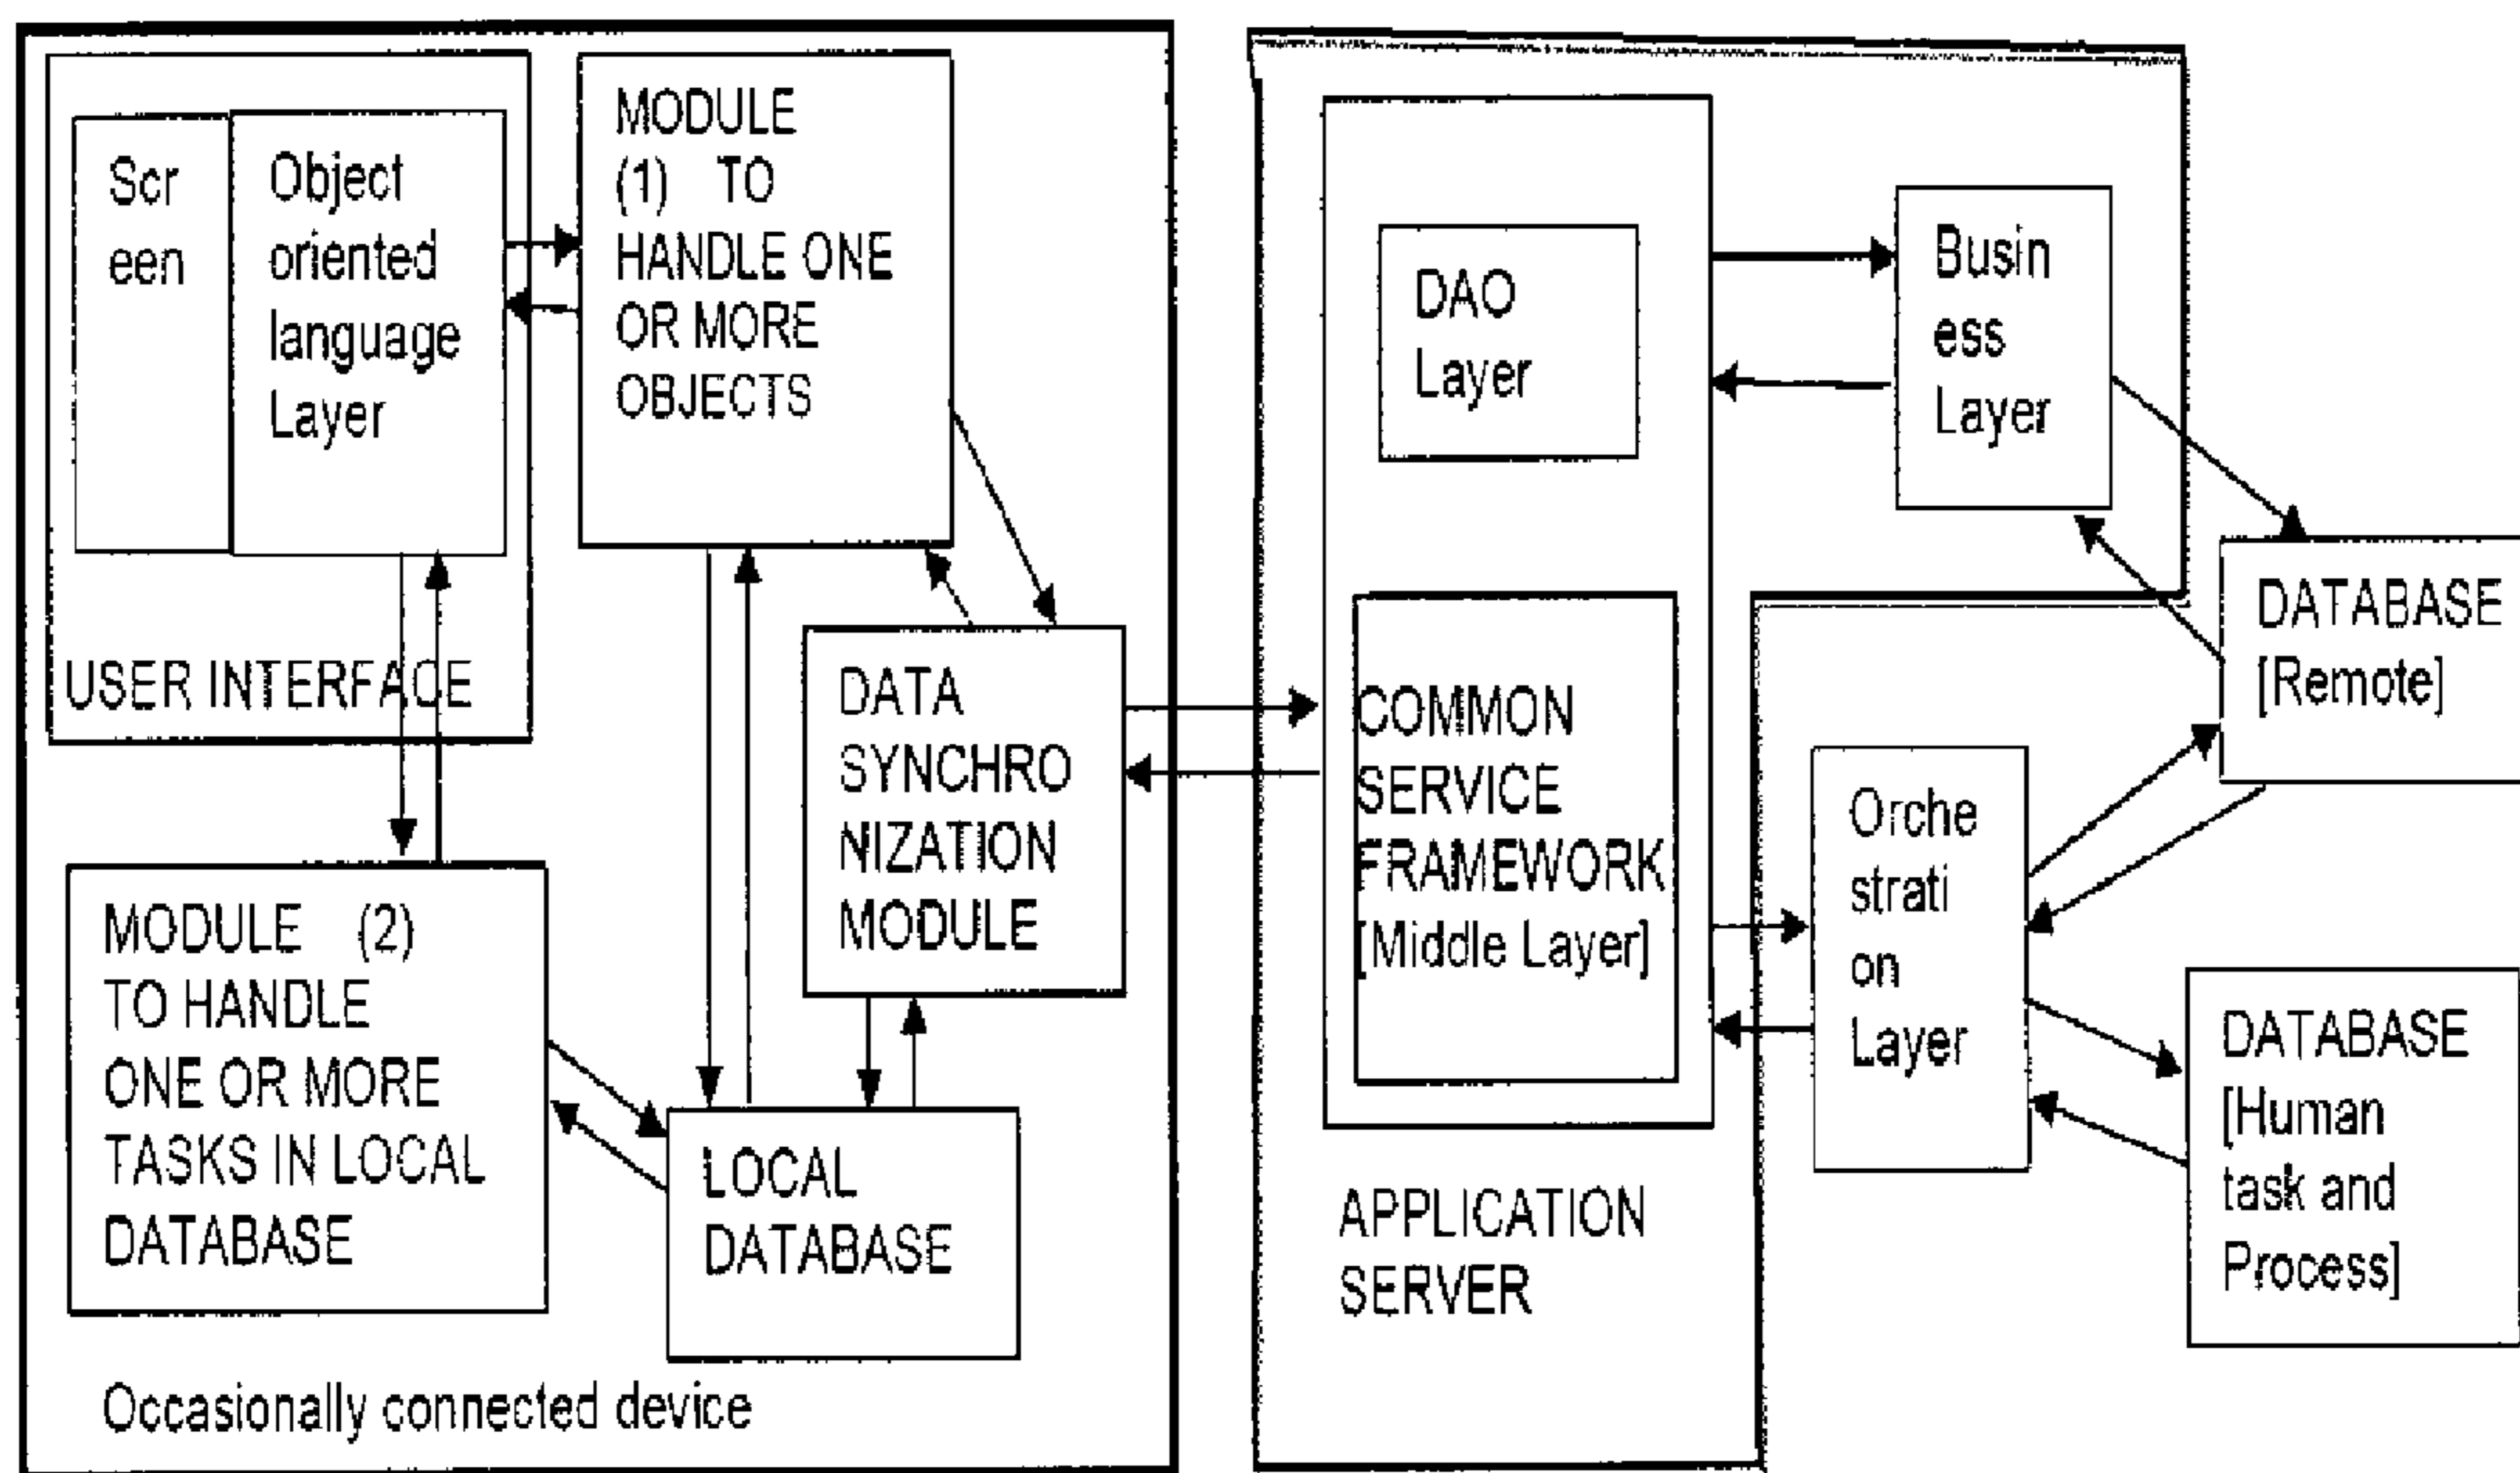 Scr
een
Object
oriented
language
Layer
USER INTERFACE
MODULE
(1) TO
HANDLE ONE
OR MORE
OBJECTS
DATA
SYNCHRO
NIZATION
MODULE
MODULE (2)
TO HANDLE
ONE OR MORE
TASKS IN LOCAL
DATABASE
LOCAL
DATABASE
Occasionally connected device
DAO
Layer
COMMON
SERVICE
FRAMEWORK
[Middle Layer]
APPLICATION
SERVER
Busin
ess
Layer
DATABASE
[Remote]
Orche
strati
on
Layer
DATABASE
[Human
task and
Process]